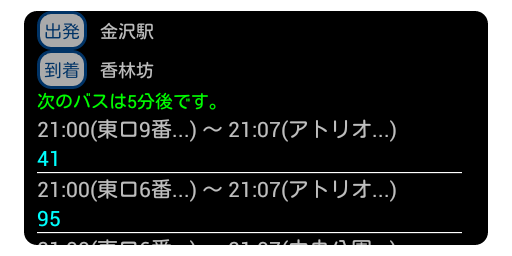 出発 金沢駅
到着 香林坊
次のバスは5分後です。
21:00(東口9番...) ～ 21:07(アトリオ...)
41
21:00(東口6番...) ～ 21:07(アトリオ...)
95